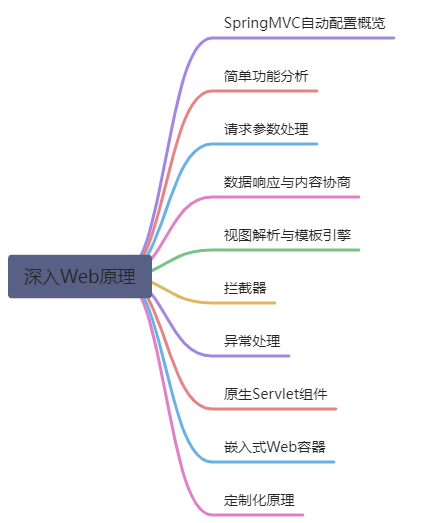 SpringMVC自动配置概览
简单功能分析
请求参数处理
数据响应与内容协商
视图解析与模板引擎
深入Web原理
拦截器
异常处理
原生Servlet组件
嵌入式Web容器
定制化原理